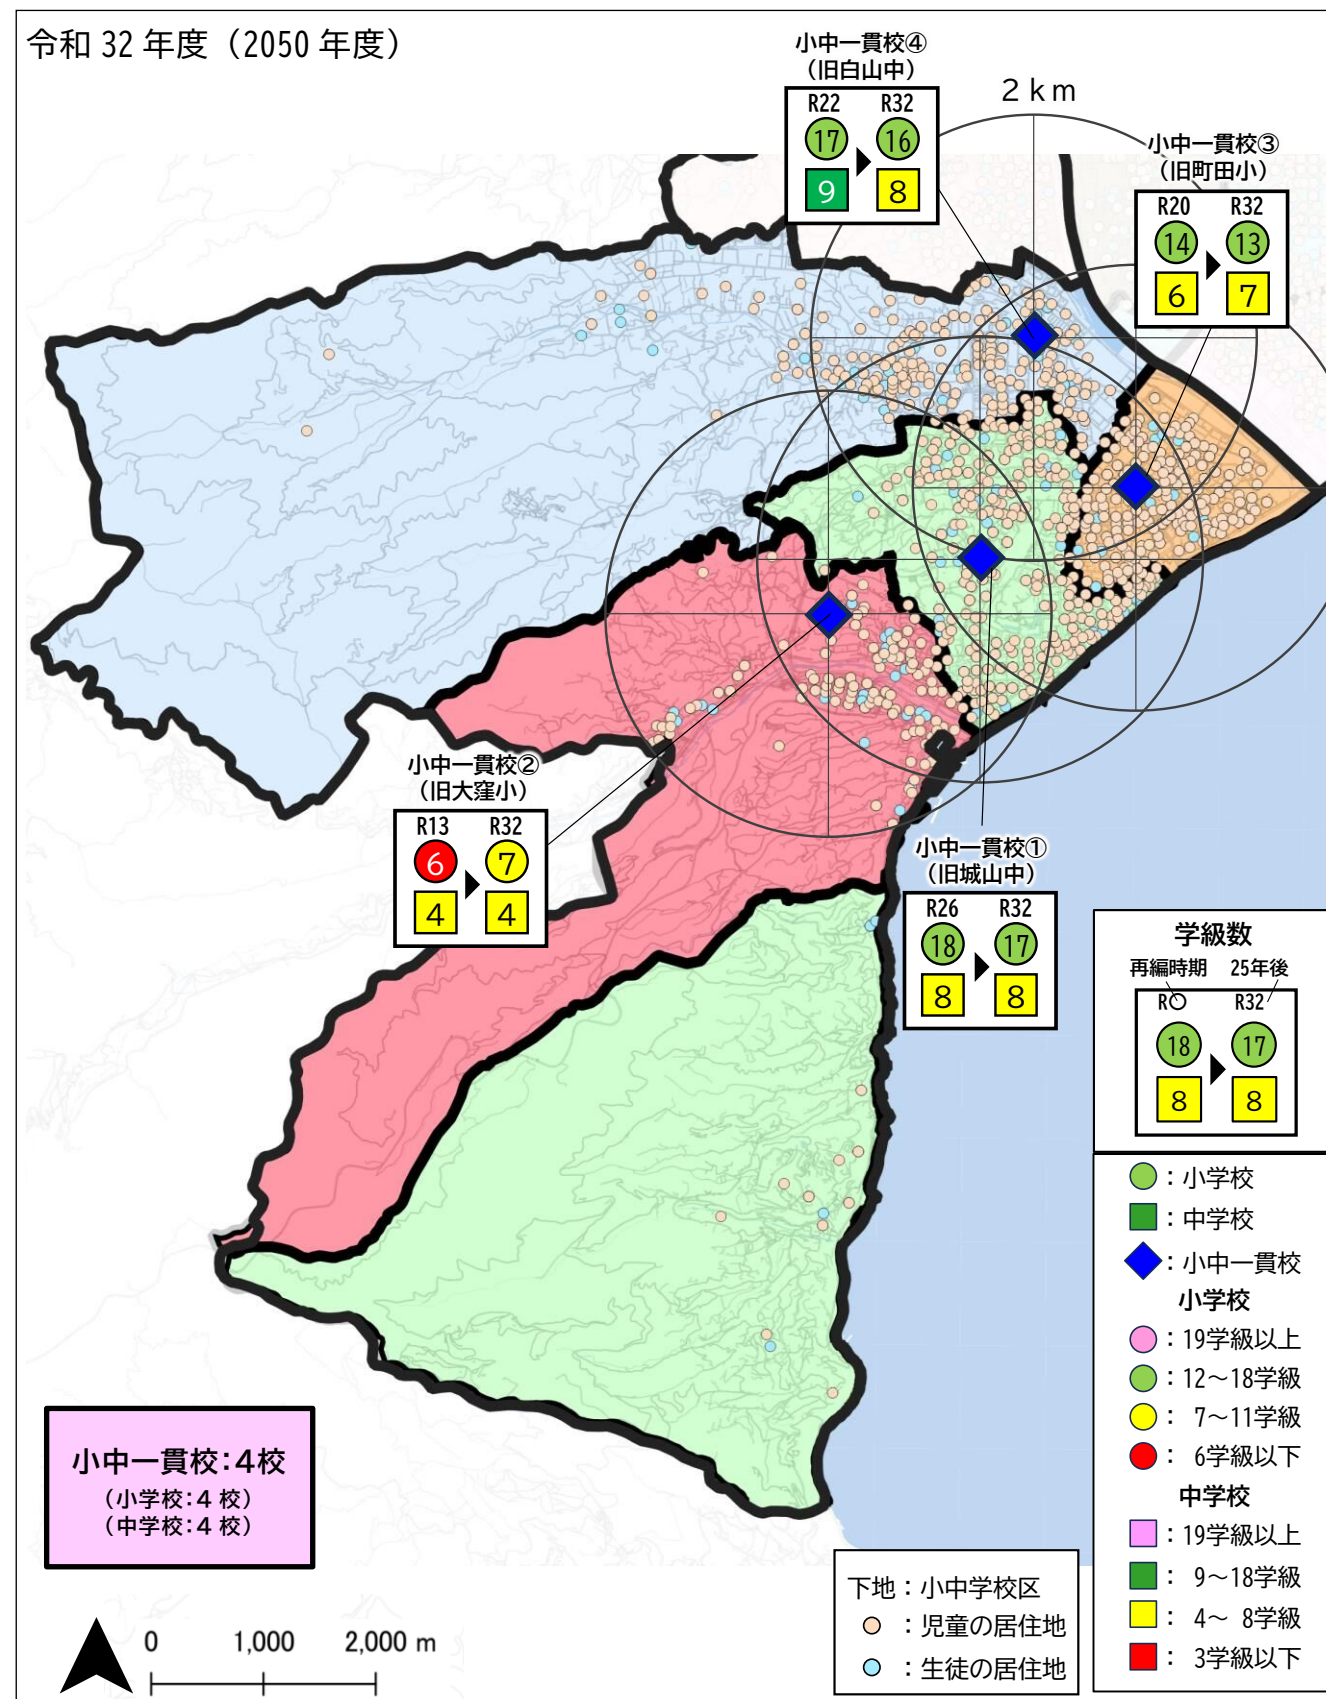 令和 32 年度（2050 年度）
小中一貫校④
（旧白山中）
R22 R32
17 16
9 8
2 km
小中一貫校③
（旧町田小）
R20 R32
14 13
6 7
小中一貫校②
（旧大窪小）
R13 R32
6 7
4 4
小中一貫校①
（旧城山中）
R26 R32
18 17
8 8
学級数
再編時期 25年後
R〇 R32
18 17
8 8
：小学校
：中学校
：小中一貫校
小学校
：19学級以上
：12～18学級
：7～11学級
：6学級以下
中学校
：19学級以上
：9～18学級
：4～ 8学級
：3学級以下
小中一貫校：4校
（小学校：4 校）
（中学校：4 校）
下地：小中学校区
：児童の居住地
：生徒の居住地
0 1,000 2,000 m